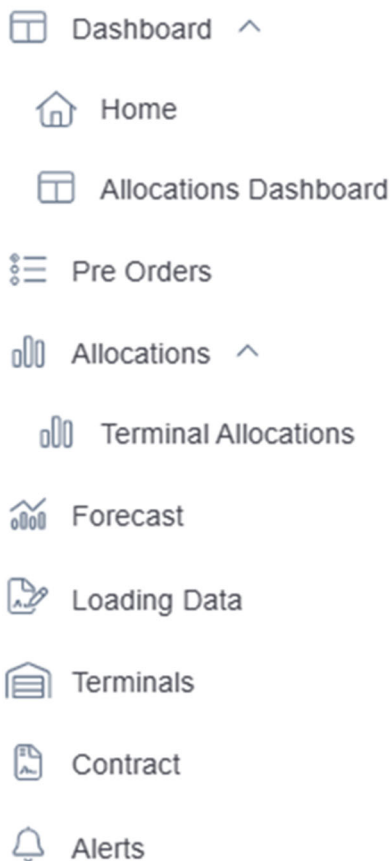 Dashboard
Home
Allocations Dashboard
Pre Orders
Allocations
Terminal Allocations
Forecast
Loading Data
Terminals
Contract
Alerts